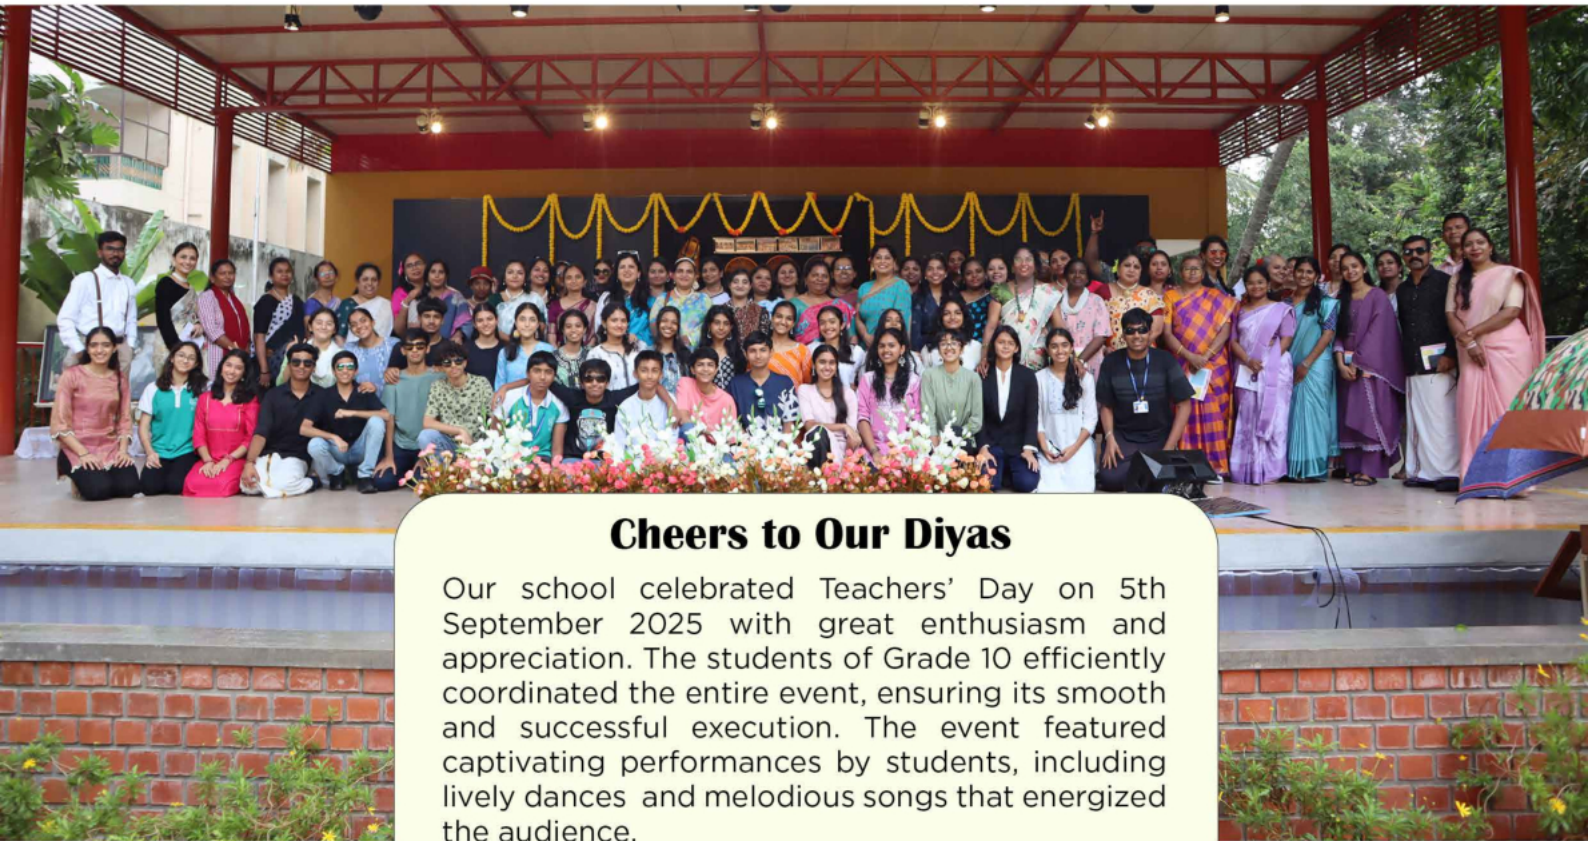 Cheers to Our Diyas
Our school celebrated Teachers' Day on 5th
September 2025 with great enthusiasm and
appreciation. The students of Grade 10 efficiently
coordinated the entire event, ensuring its smooth
and successful execution. The event featured
captivating performances by students, including
lively dances and melodious songs that energized
the audience.